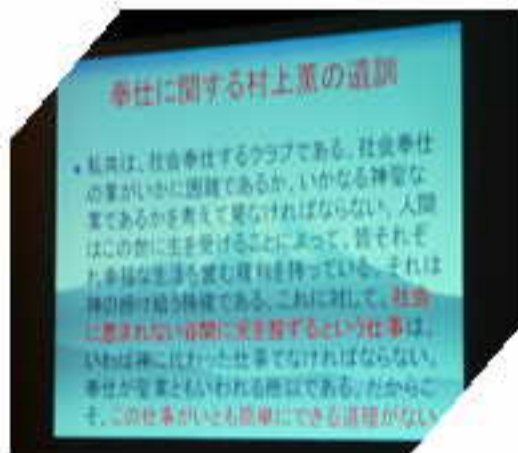 奉仕に関する村上薫の遺訓
• 私共は、社会奉仕するクラブである。社会奉仕
の業がいかに困難であるか、いかなる神聖な
業であるかを考えて見なければならない。人間
はこの世に生を受けることによって、皆それぞ
れ幸福な生活を営む権利を持っている。それは
神の授け給う特権である。これに対して、社会
に恵まれない谷間に光を投ずるという仕事は、
いわば神に代わった仕事でなければならない。
奉仕が聖業ともいわれる所以である。だからこ
そ、この仕事がいとも簡単にできる道理がない